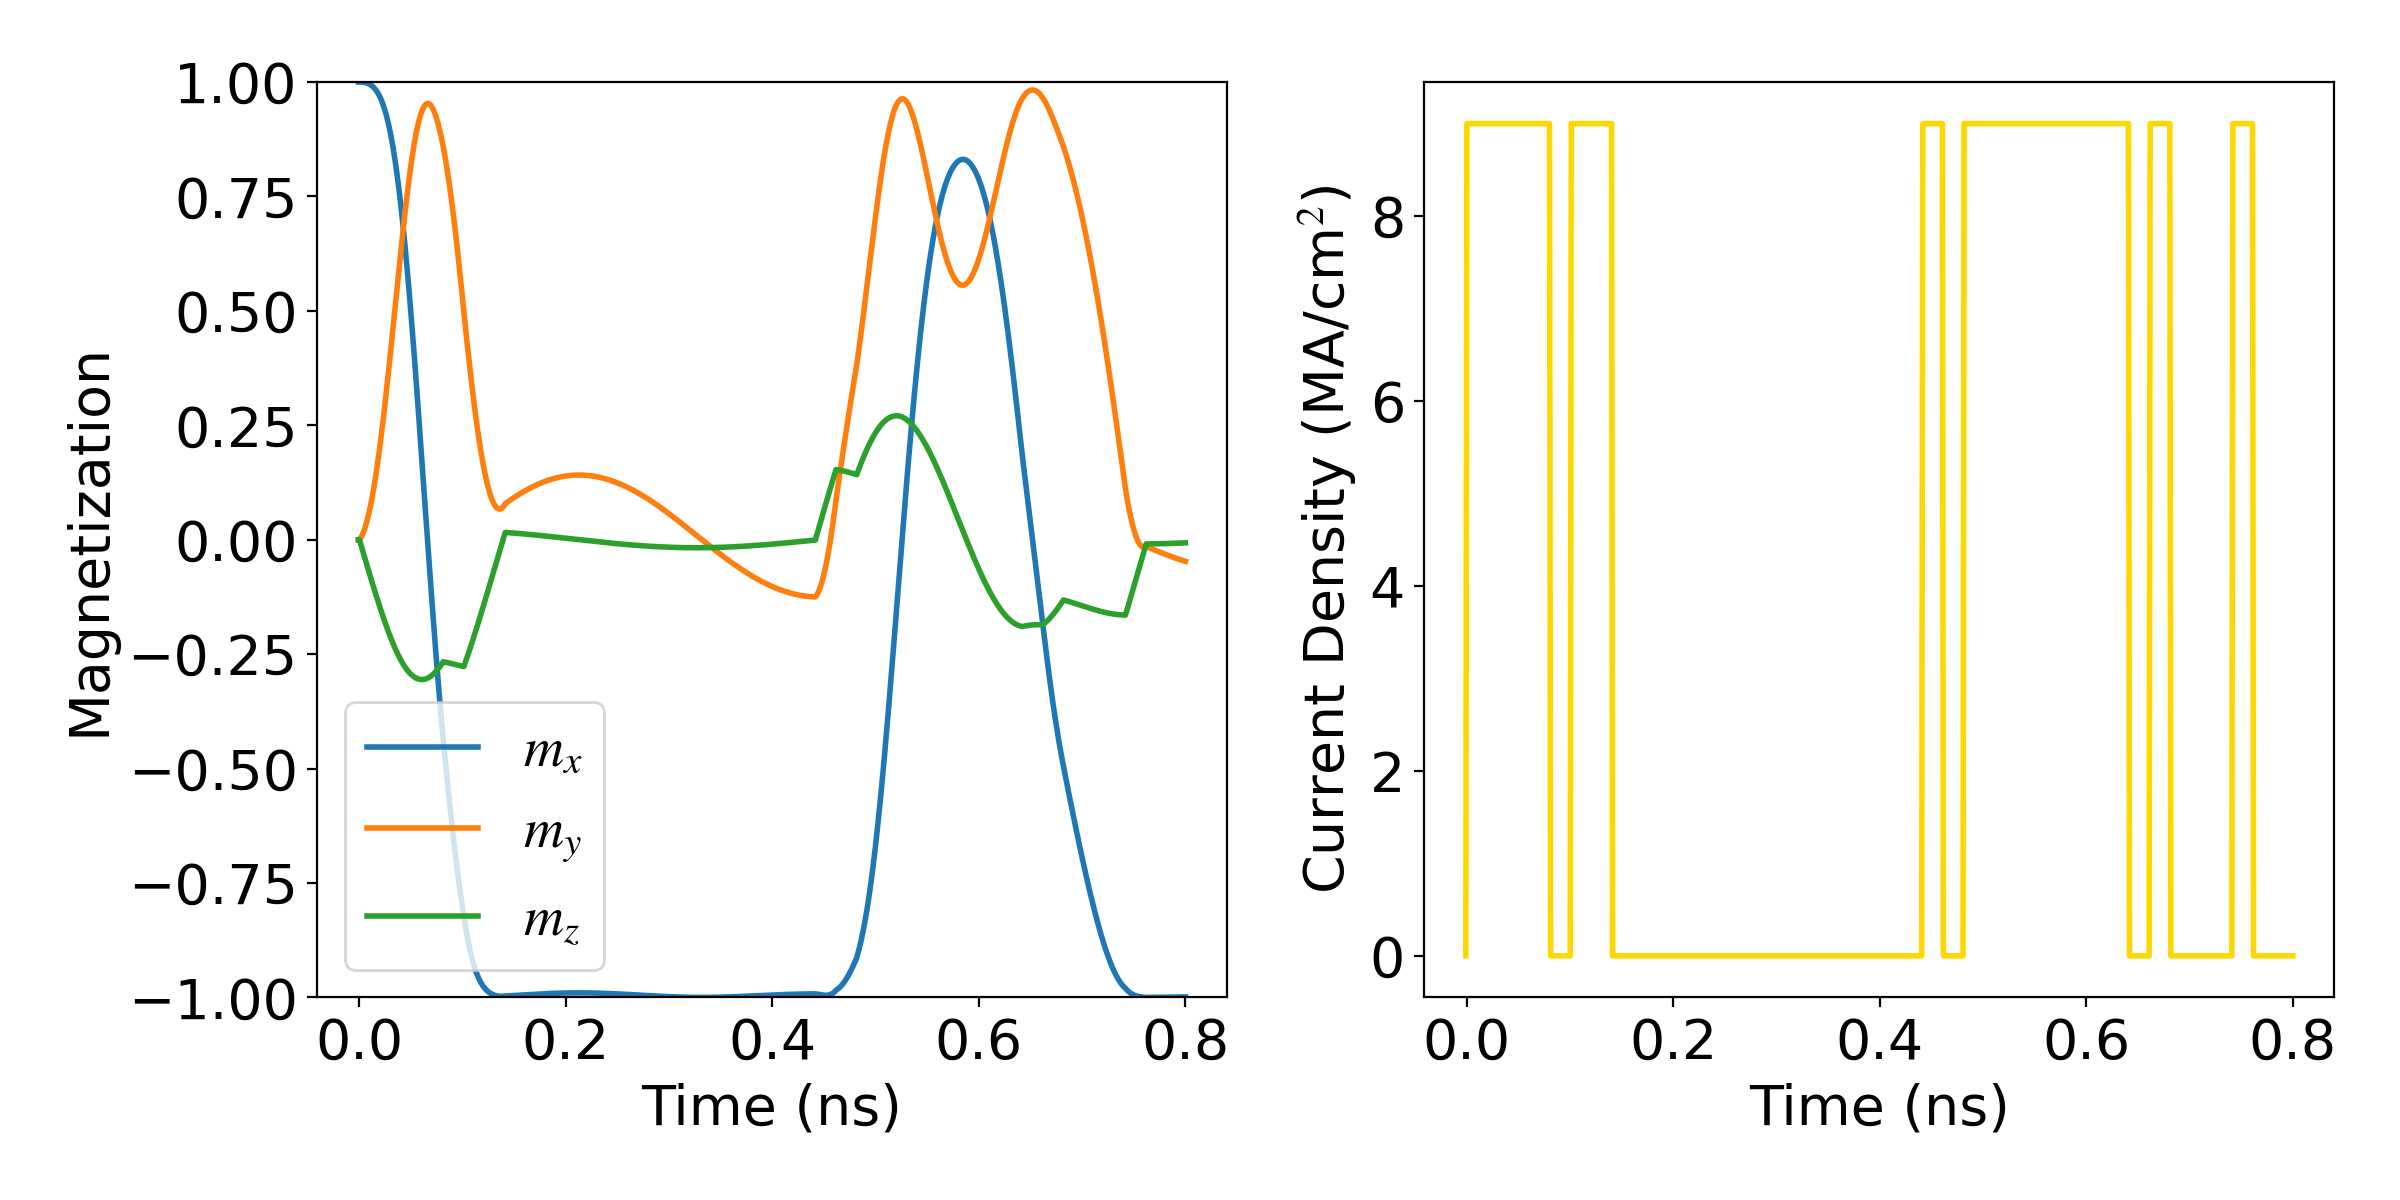 Magnetization
1.00
0.75
0.50
0.25
0.00
−0.25
−0.50
−0.75
−1.00
m_x
m_y
m_z
0.0 0.2 0.4 0.6 0.8
Time (ns)
Current Density (MA/cm²)
8
6
4
2
0
0.0 0.2 0.4 0.6 0.8
Time (ns)